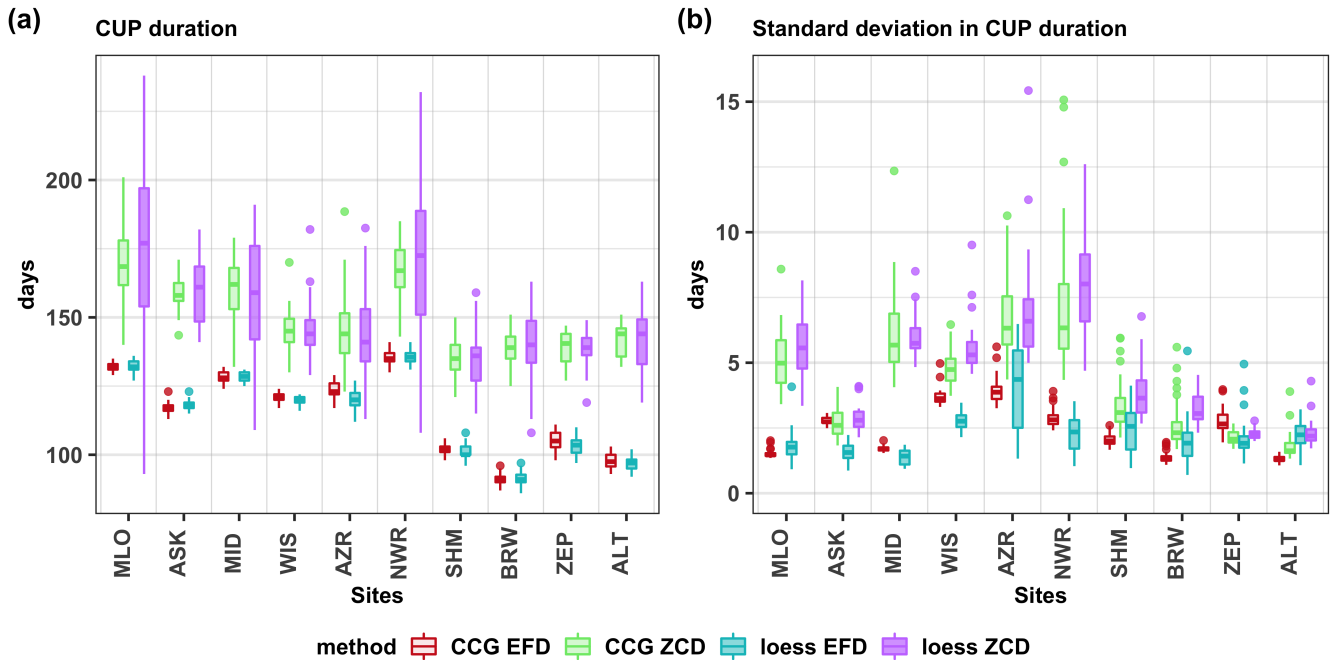 (a)
CUP duration
days
200
150
100
MLO
ASK
MID
WIS
AZR
NWR
SHM
BRW
ZEP
ALT
Sites
(b)
Standard deviation in CUP duration
days
15
10
5
0
MLO
ASK
MID
WIS
AZR
NWR
SHM
BRW
ZEP
ALT
Sites
method CCG EFD CCG ZCD loess EFD loess ZCD